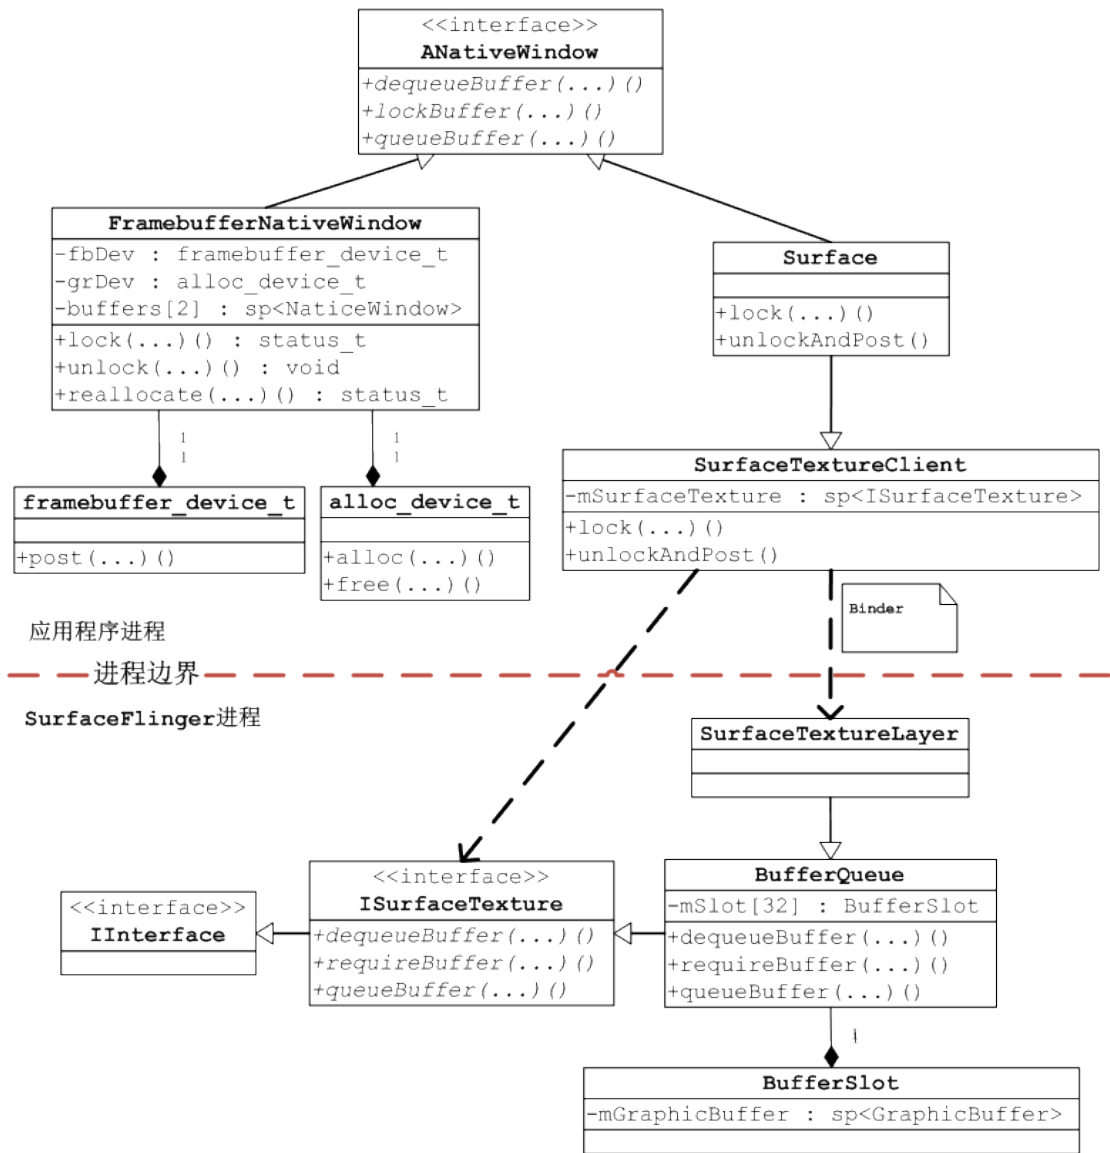 <<interface>>
ANativeWindow
+dequeueBuffer(...)()
+lockBuffer(...)()
+queueBuffer(...)()
FramebufferNativeWindow
-fbDev : framebuffer_device_t
-grDev : alloc_device_t
-buffers[2] : sp<NaticeWindow>
+lock(...)() : status_t
+unlock(...)() : void
+reallocate(...)() : status_t
Surface
+lock(...)()
+unlockAndPost()
1
1
1
1
framebuffer_device_t
+post(...)()
alloc_device_t
+alloc(...)()
+free(...)()
SurfaceTextureClient
-mSurfaceTexture : sp<ISurfaceTexture>
+lock(...)()
+unlockAndPost()
Binder
应用程序进程
进程边界
SurfaceFlinger进程
SurfaceTextureLayer
<<interface>>
IInterface
<<interface>>
ISurfaceTexture
+dequeueBuffer(...)()
+requireBuffer(...)()
+queueBuffer(...)()
BufferQueue
-mSlot[32] : BufferSlot
+dequeueBuffer(...)()
+requireBuffer(...)()
+queueBuffer(...)()
BufferSlot
-mGraphicBuffer : sp<GraphicBuffer>